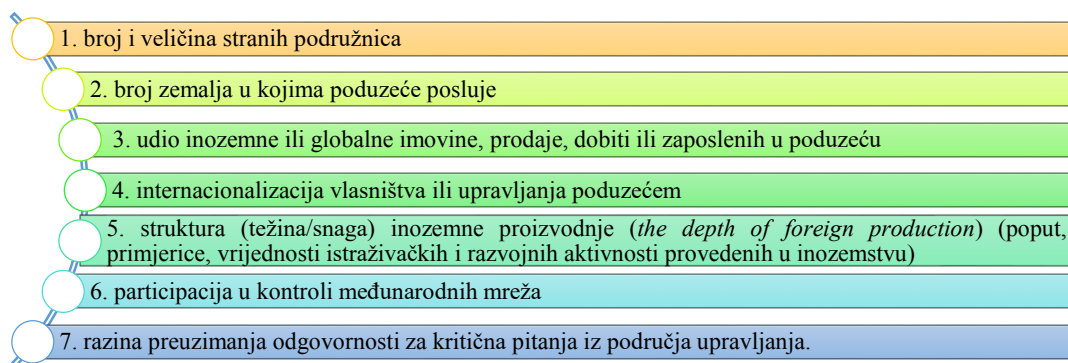 1. broj i veličina stranih podružnica
2. broj zemalja u kojima poduzeće posluje
3. udio inozemne ili globalne imovine, prodaje, dobiti ili zaposlenih u poduzeću
4. internacionalizacija vlasništva ili upravljanja poduzećem
5. struktura (težina/snaga) inozemne proizvodnje (the depth of foreign production) (poput,
primjerice, vrijednosti istraživačkih i razvojnih aktivnosti provedenih u inozemstvu)
6. participacija u kontroli međunarodnih mreža
7. razina preuzimanja odgovornosti za kritična pitanja iz područja upravljanja.